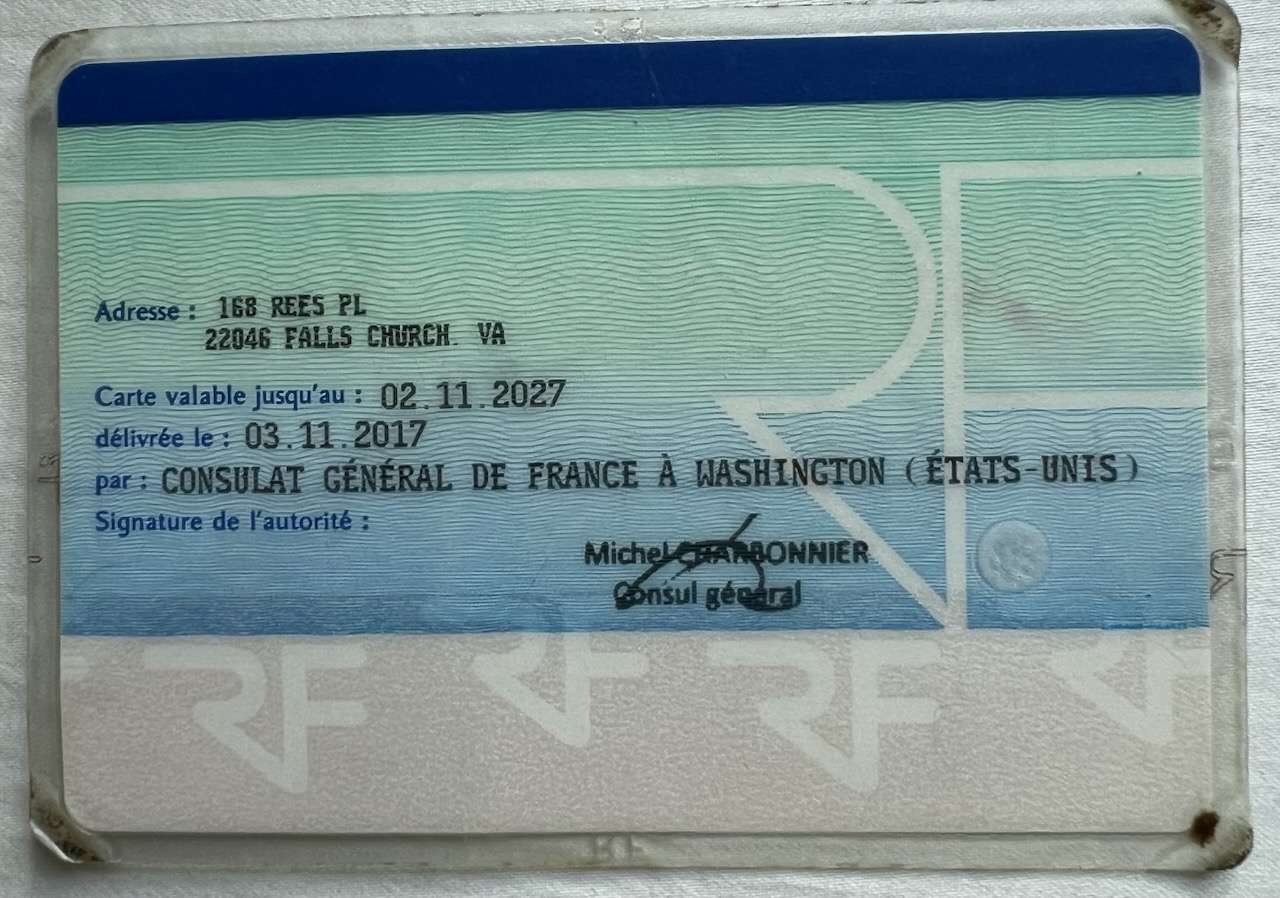 Adresse : 168 REES PL
22046 FALLS CHURCH. VA
Carte valable jusqu'au : 02.11.2027
délivrée le : 03.11.2017
par : CONSULAT GÉNÉRAL DE FRANCE À WASHINGTON (ÉTATS-UNIS)
Signature de l'autorité :
Michel CHARBONNIER
Consul général
RF
RF RF RF RF